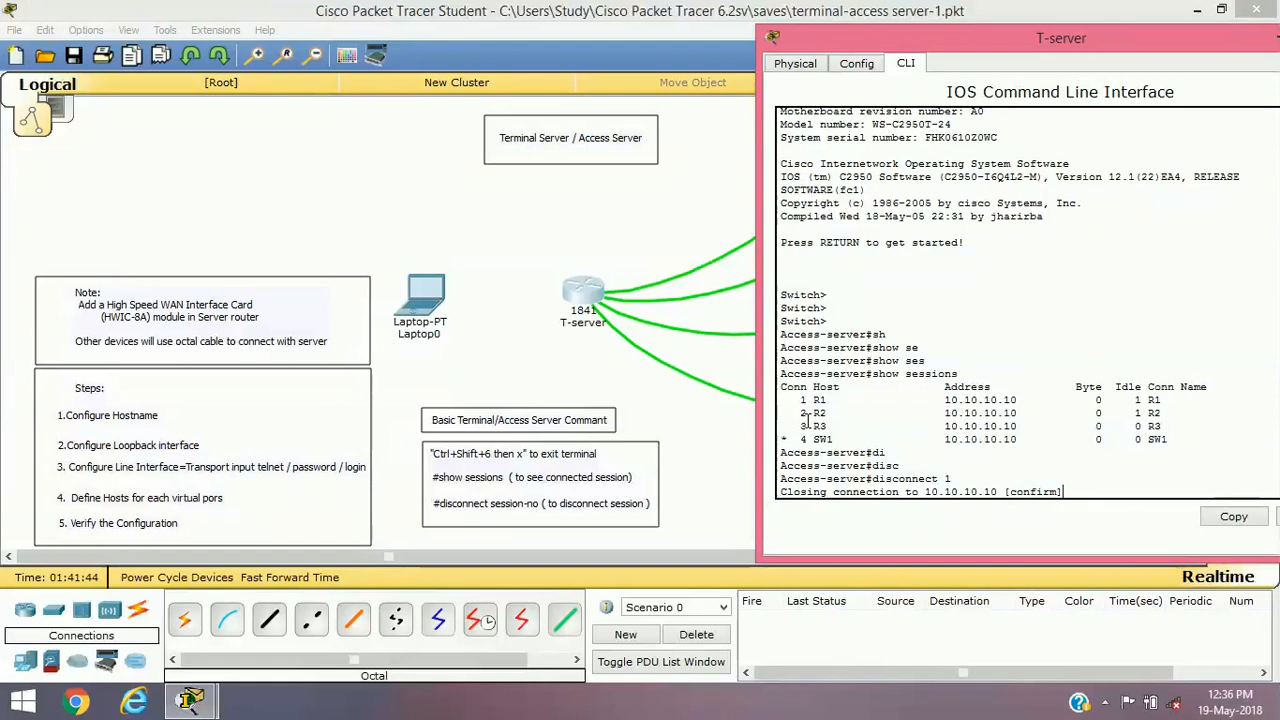 Cisco Packet Tracer Student - C:\Users\Study\Cisco Packet Tracer 6.2sv\saves\terminal-access server-1.pkt
File Edit Options View Tools Extensions Help
Logical
[Root]
New Cluster
Move Object
Terminal Server / Access Server
Note:
Add a High Speed WAN Interface Card
(HWIC-8A) module in Server router
Other devices will use octal cable to connect with server
Laptop-PT
Laptop0
1841
T-server
Steps:
1.Configure Hostname
2.Configure Loopback interface
3. Configure Line Interface=Transport input telnet / password / login
4. Define Hosts for each virtual pors
5. Verify the Configuration
Basic Terminal/Access Server Commant
"Ctrl+Shift+6 then x" to exit terminal
#show sessions ( to see connected session)
#disconnect session-no ( to disconnect session )
T-server
Physical Config CLI
IOS Command Line Interface
Motherboard revision number: A0
Model number: WS-C2950T-24
System serial number: FHK0610Z0WC
Cisco Internetwork Operating System Software
IOS (tm) C2950 Software (C2950-I6Q4L2-M), Version 12.1(22)EA4, RELEASE
SOFTWARE(fc1)
Copyright (c) 1986-2005 by cisco Systems, Inc.
Compiled Wed 18-May-05 22:31 by jharirba
Press RETURN to get started!
Switch>
Switch>
Switch>
Access-server#sh
Access-server#show se
Access-server#show ses
Access-server#show sessions
Conn Host Address Byte Idle Conn Name
1 R1 10.10.10.10 0 1 R1
2 R2 10.10.10.10 0 1 R2
3 R3 10.10.10.10 0 0 R3
* 4 SW1 10.10.10.10 0 0 SW1
Access-server#di
Access-server#disc
Access-server#disconnect 1
Closing connection to 10.10.10.10 [confirm]
Copy
Time: 01:41:44 Power Cycle Devices Fast Forward Time
Realtime
Connections
Octal
Scenario 0
New Delete
Toggle PDU List Window
Fire Last Status Source Destination Type Color Time(sec) Periodic Num
12:36 PM
19-May-2018